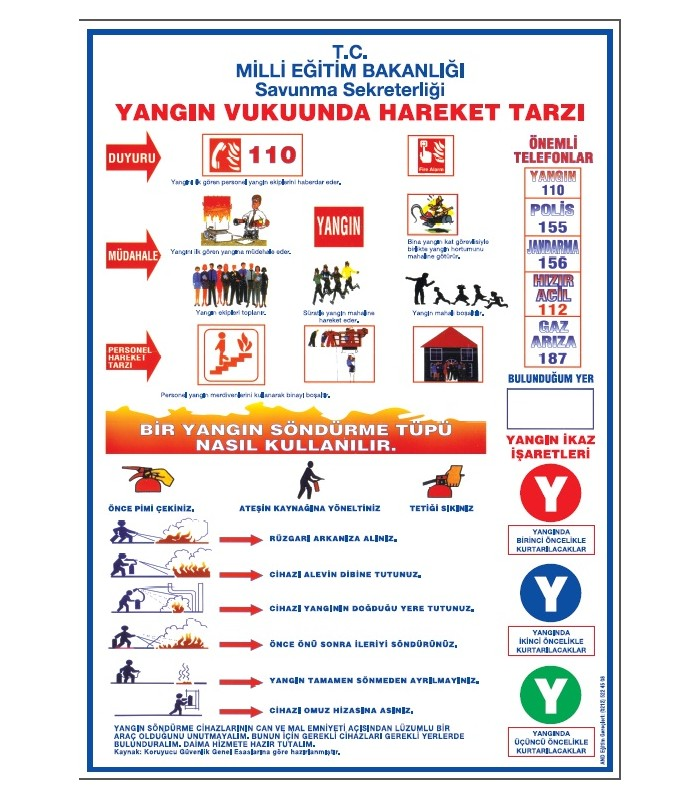 T.C.
MİLLİ EĞİTİM BAKANLIĞI
Savunma Sekreterliği
YANGIN VUKUUNDA HAREKET TARZI
DUYURU
110
Fire Alarm
Yangını ilk gören personel yangın ekiplerini haberdar eder.
MÜDAHALE
YANGIN
Yangını ilk gören yangına müdehale eder.
Bina yangın kat görevlisiyle
birlikte yangın hortumunu
mahaline götürür.
Yangın ekipleri toplanır.
Süratle yangın mahaline
hareket eder.
Yangın mahali boşaltılır.
PERSONEL
HAREKET
TARZI
Personel yangın merdivenlerini kullanarak binayı boşaltır.
ÖNEMLİ
TELEFONLAR
YANGIN
110
POLİS
155
JANDARMA
156
HIZIR
ACİL
112
GAZ
ARIZA
187
BULUNDUĞUM YER
BİR YANGIN SÖNDÜRME TÜPÜ
NASIL KULLANILIR.
ÖNCE PİMİ ÇEKİNİZ.
ATEŞİN KAYNAĞINA YÖNELTİNİZ
TETİĞİ SIKINIZ
RÜZGARI ARKANIZA ALINIZ.
CİHAZI ALEVİN DİBİNE TUTUNUZ.
CİHAZI YANGININ DOĞDUĞU YERE TUTUNUZ.
ÖNCE ÖNÜ SONRA İLERİYİ SÖNDÜRÜNÜZ.
YANGIN TAMAMEN SÖNMEDEN AYRILMAYINIZ.
CİHAZI OMUZ HİZASINA ASINIZ.
YANGIN SÖNDÜRME CİHAZLARININ CAN VE MAL EMNİYETİ AÇISINDAN LÜZUMLU BİR
ARAÇ OLDUĞUNU UNUTMAYALIM. BUNUN İÇİN GEREKLİ CİHAZLARI GEREKLİ YERLERDE
BULUNDURALIM. DAİMA HİZMETE HAZIR TUTALIM.
Kaynak: Koruyucu Güvenlik Genel Esaslarına göre hazırlanmıştır.
YANGIN İKAZ
İŞARETLERİ
Y
YANGINDA
BİRİNCİ ÖNCELİKLE
KURTARILACAKLAR
Y
YANGINDA
İKİNCİ ÖNCELİKLE
KURTARILACAKLAR
Y
YANGINDA
ÜÇÜNCÜ ÖNCELİKLE
KURTARILACAKLAR